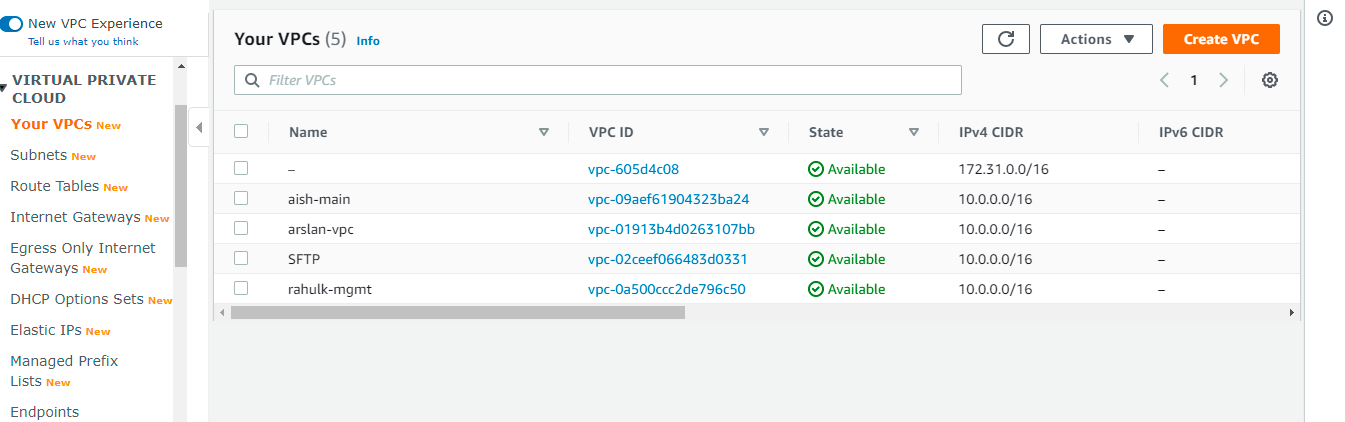 New VPC Experience
Tell us what you think
VIRTUAL PRIVATE
CLOUD
Your VPCs New
Subnets New
Route Tables New
Internet Gateways New
Egress Only Internet
Gateways New
DHCP Options Sets New
Elastic IPs New
Managed Prefix
Lists New
Endpoints
Your VPCs (5) Info
Actions
Create VPC
Filter VPCs
1
Name VPC ID State IPv4 CIDR IPv6 CIDR
– vpc-605d4c08 Available 172.31.0.0/16 –
aish-main vpc-09aef61904323ba24 Available 10.0.0.0/16 –
arslan-vpc vpc-01913b4d0263107bb Available 10.0.0.0/16 –
SFTP vpc-02ceef066483d0331 Available 10.0.0.0/16 –
rahulk-mgmt vpc-0a500ccc2de796c50 Available 10.0.0.0/16 –